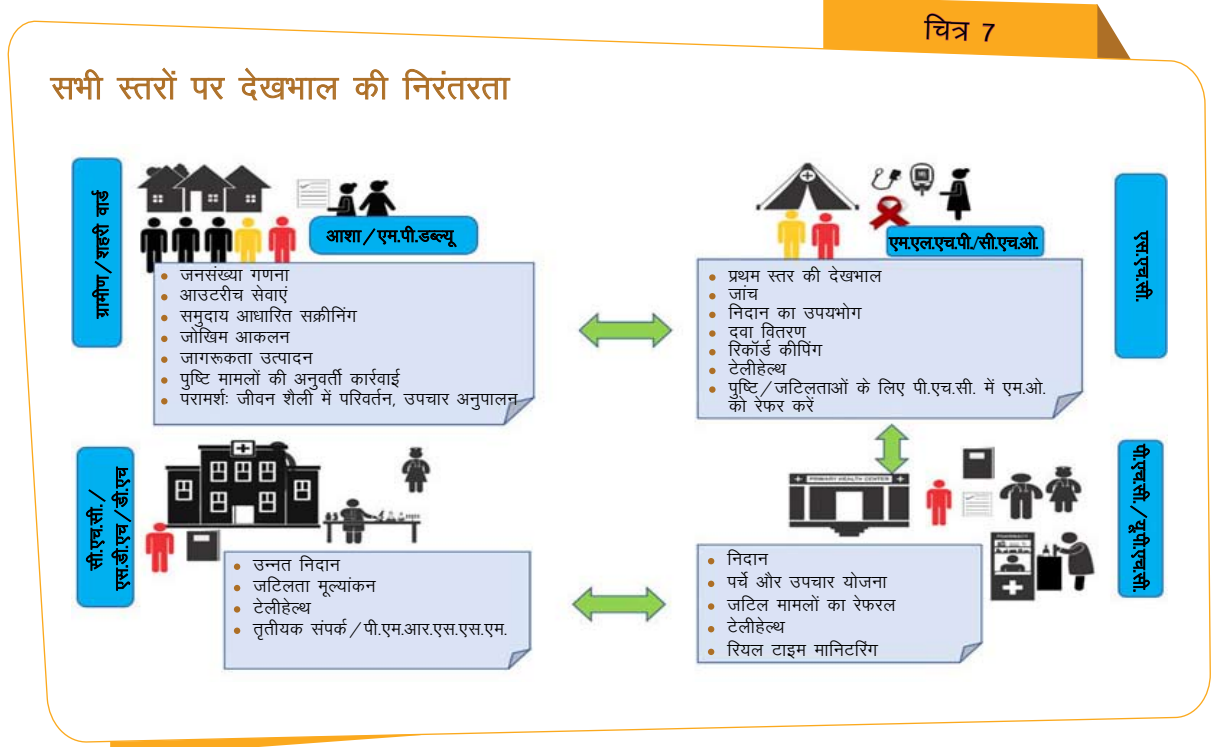 चित्र 7
सभी स्तरों पर देखभाल की निरंतरता
ग्रामीण/शहरी वार्ड
आशा/एम.पी.डब्ल्यू
जनसंख्या गणना
आउटरीच सेवाएं
समुदाय आधारित सक्रीनिंग
जोखिम आकलन
जागरूकता उत्पादन
पुष्टि मामलों की अनुवर्ती कार्रवाई
परामर्शः जीवन शैली में परिवर्तन, उपचार अनुपालन
एम.एल.एच.पी./सी.एच.ओ.
एस.एच.सी.
प्रथम स्तर की देखभाल
जांच
निदान का उपयभोग
दवा वितरण
रिकॉर्ड कीपिंग
टेलीहेल्थ
पुष्टि/जटिलताओं के लिए पी.एच.सी. में एम.ओ.
को रेफर करें
सी.एच.सी./
एस.डी.एच/डी.एच
उन्नत निदान
जटिलता मूल्यांकन
टेलीहेल्थ
तृतीयक संपर्क/पी.एम.आर.एस.एस.एम.
PRIMARY HEALTH CENTER
PHARMACY
पी.एच.सी./यूपी.एच.सी.
निदान
पर्चे और उपचार योजना
जटिल मामलों का रेफरल
टेलीहेल्थ
रियल टाइम मानिटरिंग